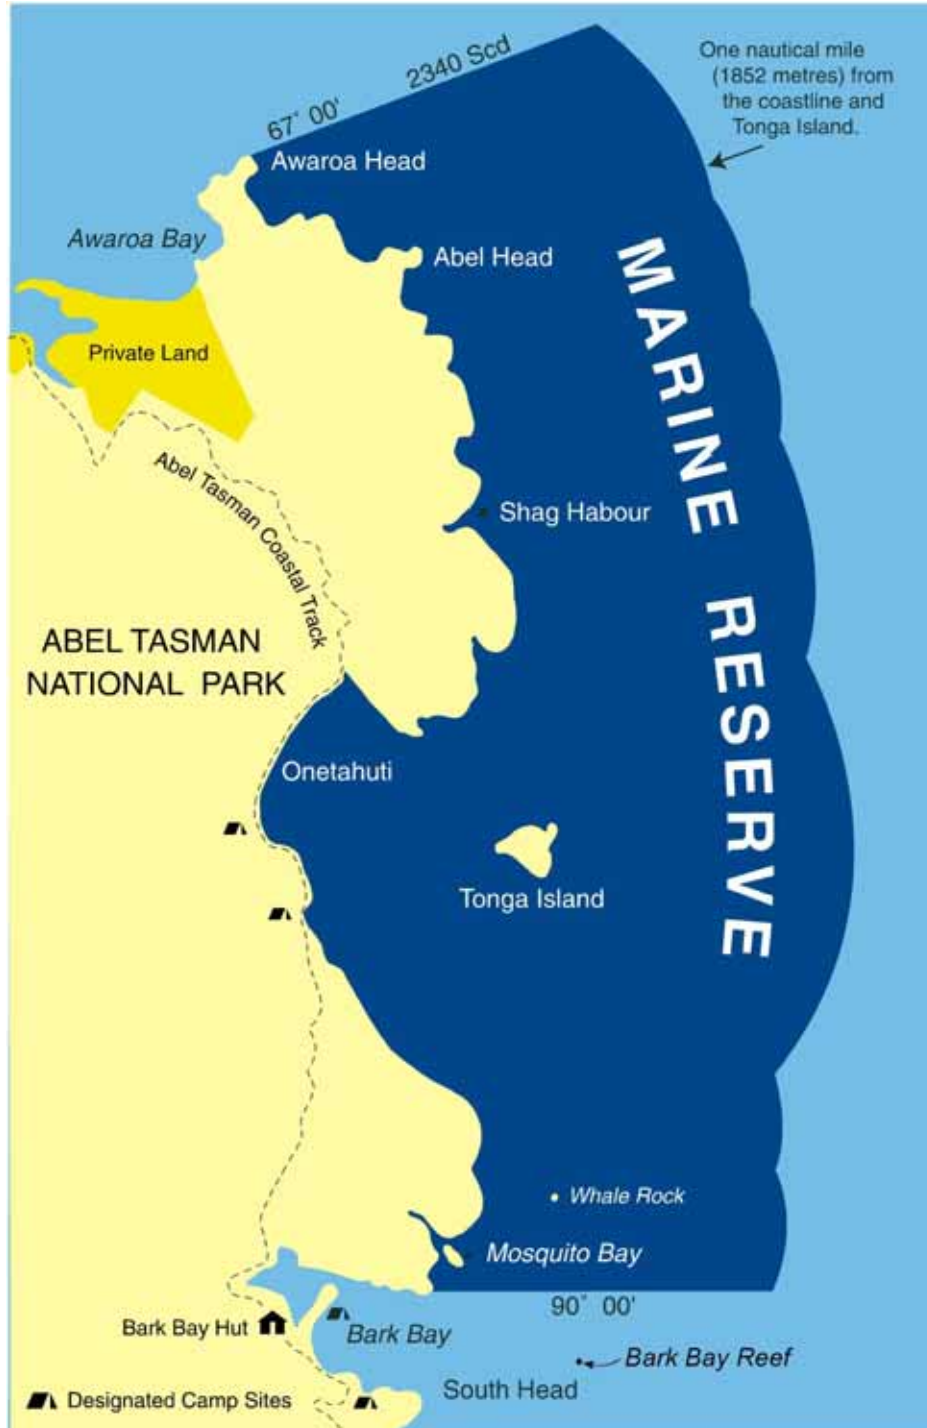 2340 Scd
67° 00'
One nautical mile
(1852 metres) from
the coastline and
Tonga Island.
Awaroa Head
Awaroa Bay
Abel Head
MARINE RESERVE
Private Land
Abel Tasman Coastal Track
Shag Habour
ABEL TASMAN
NATIONAL PARK
Onetahuti
Tonga Island
Whale Rock
Mosquito Bay
90° 00'
Bark Bay Hut
Bark Bay
Bark Bay Reef
South Head
Designated Camp Sites